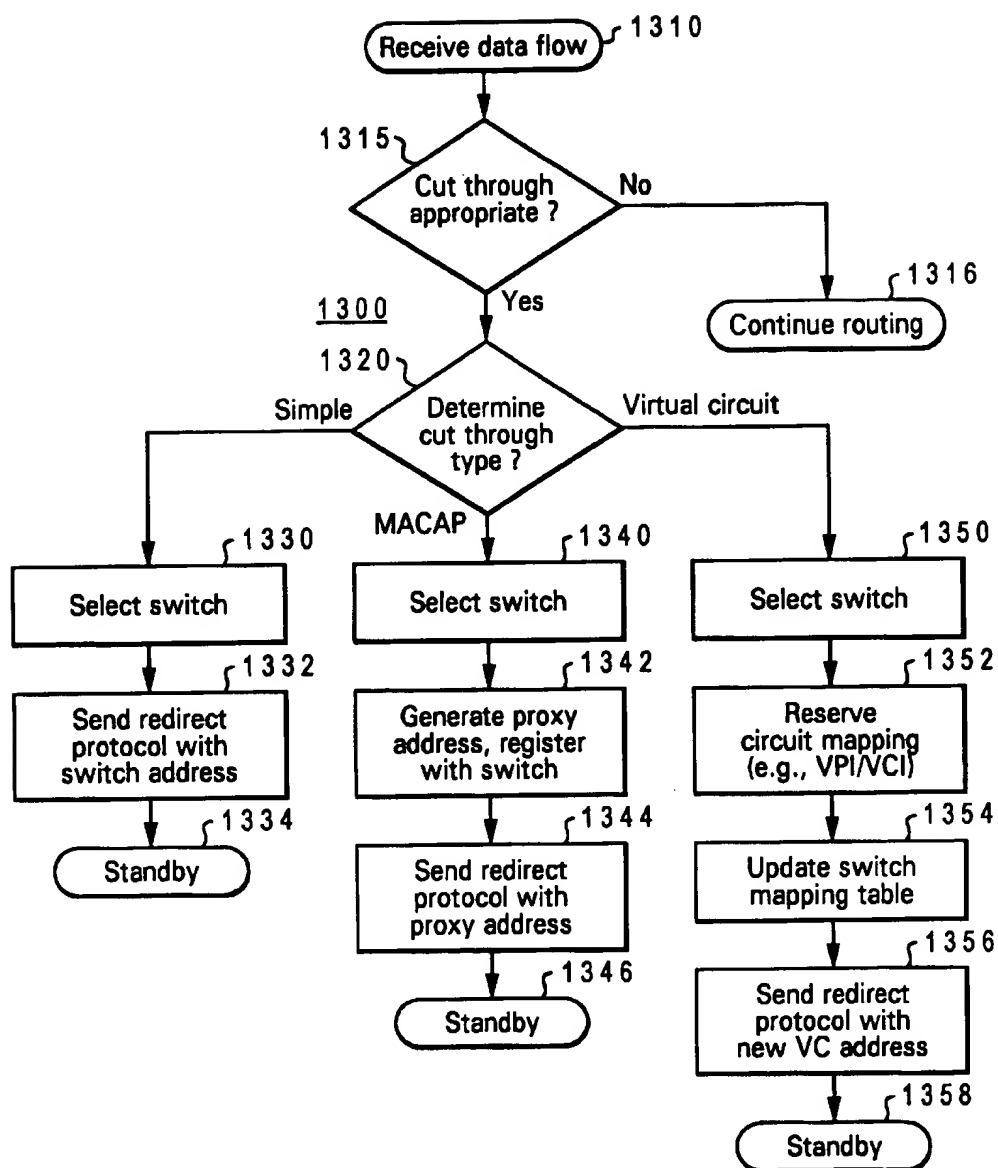 Receive data flow
1310
1315
Cut through
appropriate ?
No
1316
Continue routing
Yes
1300
1320
Determine
cut through
type ?
Simple
MACAP
Virtual circuit
1330
Select switch
1332
Send redirect
protocol with
switch address
1334
Standby
1340
Select switch
1342
Generate proxy
address, register
with switch
1344
Send redirect
protocol with
proxy address
1346
Standby
1350
Select switch
1352
Reserve
circuit mapping
(e.g., VPI/VCI)
1354
Update switch
mapping table
1356
Send redirect
protocol with
new VC address
1358
Standby